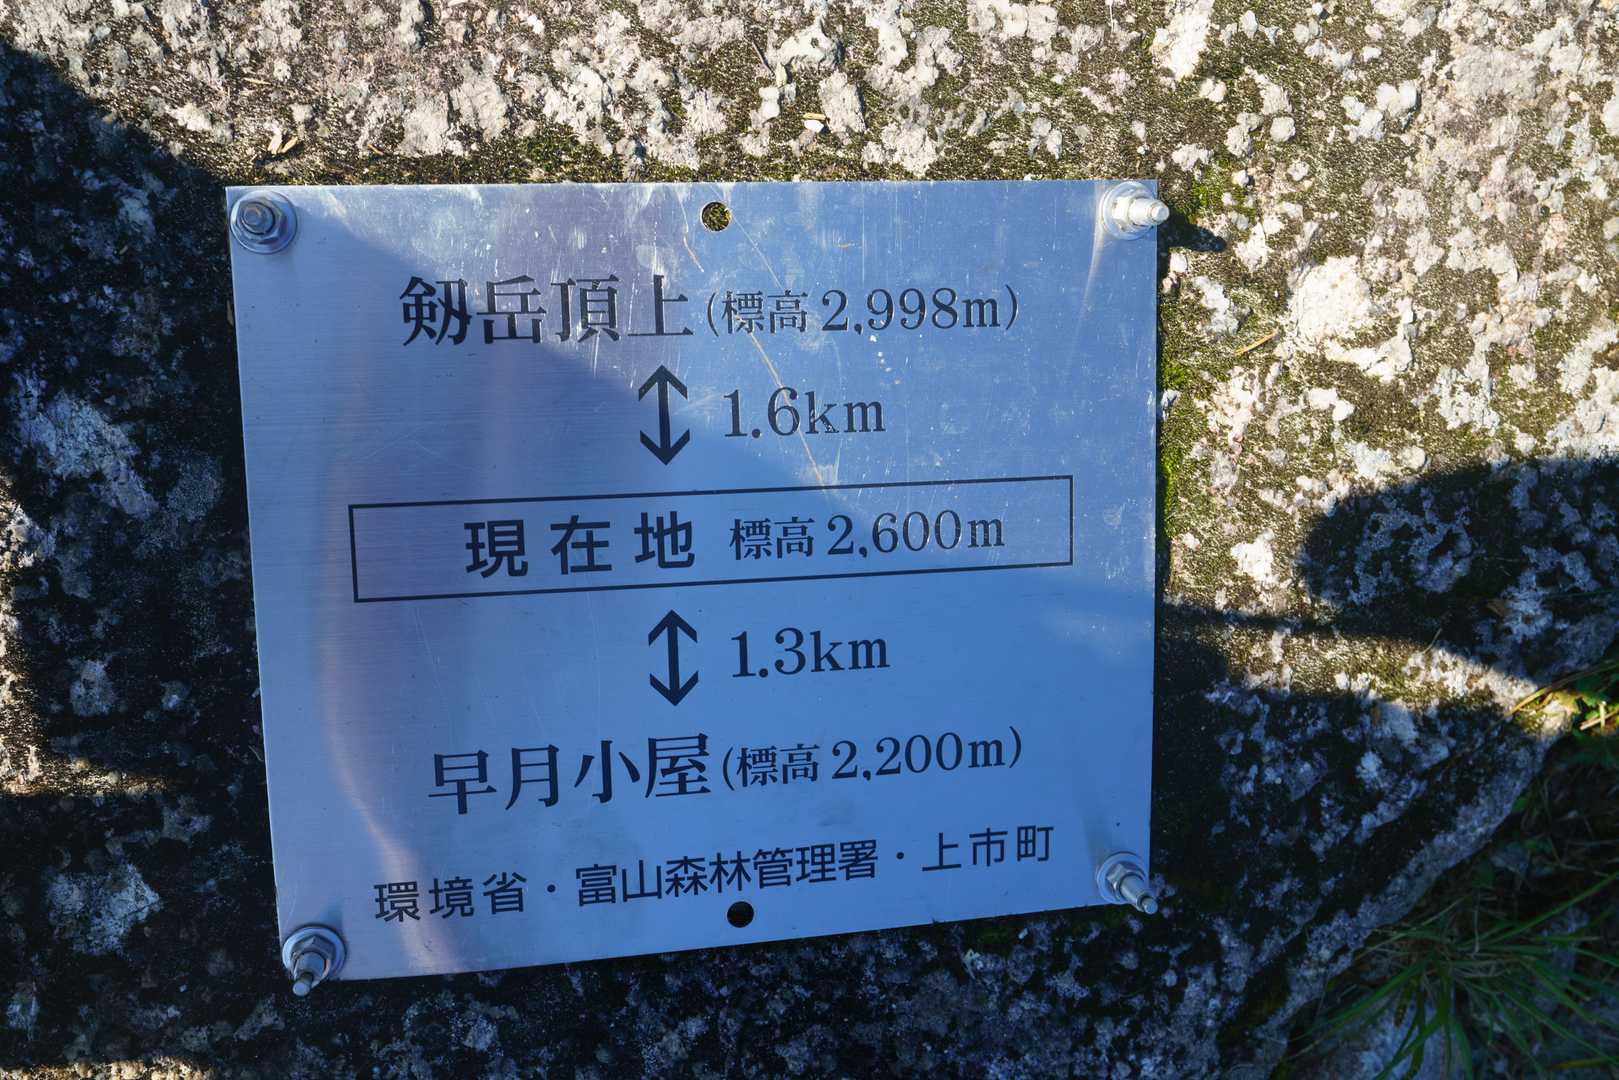 剱岳頂上(標高2,998m)
1.6km
現在地 標高2,600m
1.3km
早月小屋(標高2,200m)
環境省・富山森林管理署・上市町